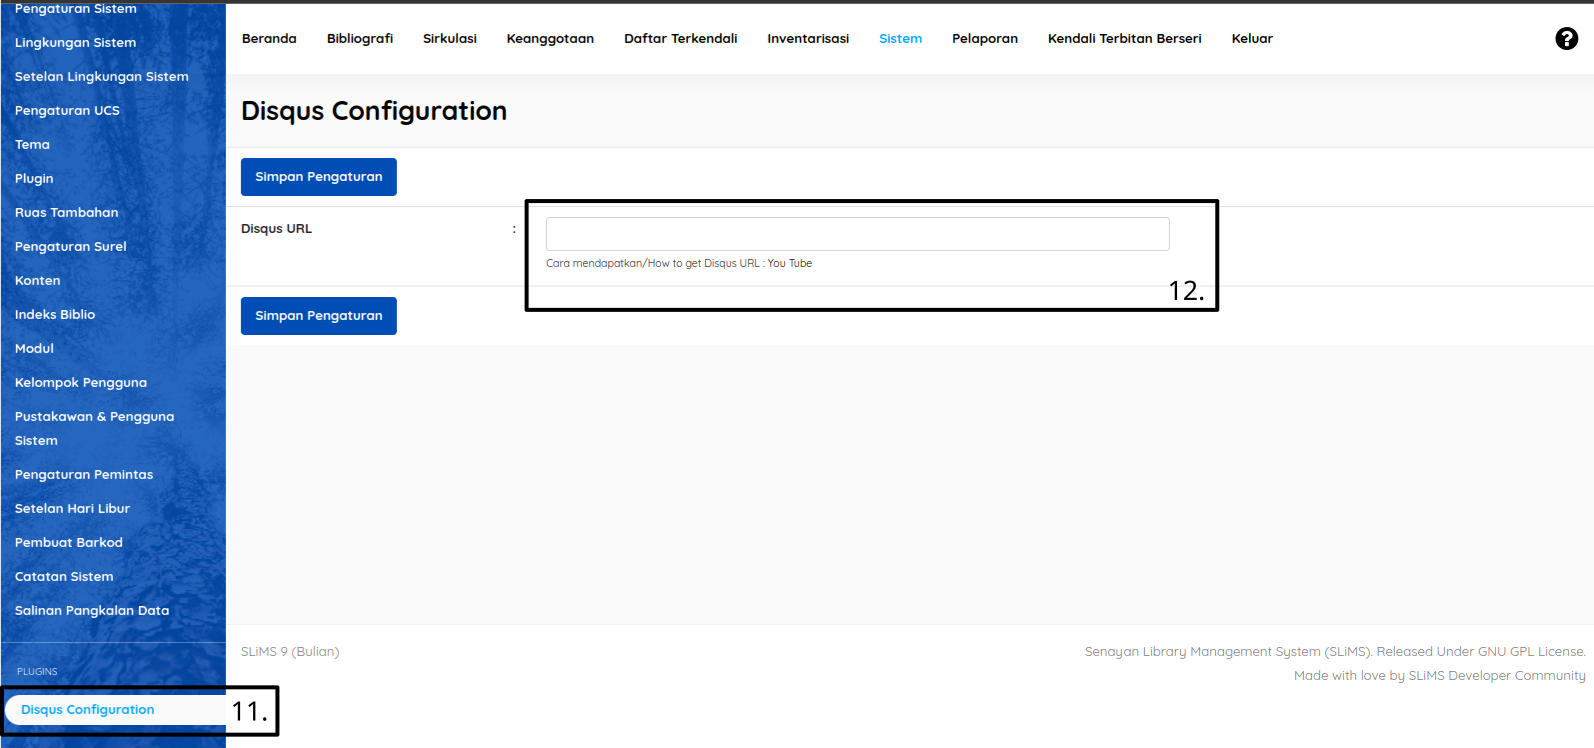 Pengaturan Sistem
Lingkungan Sistem
Setelan Lingkungan Sistem
Pengaturan UCS
Tema
Plugin
Ruas Tambahan
Pengaturan Surel
Konten
Indeks Biblio
Modul
Kelompok Pengguna
Pustakawan & Pengguna
Sistem
Pengaturan Pemintas
Setelan Hari Libur
Pembuat Barkod
Catatan Sistem
Salinan Pangkalan Data
PLUGINS
Disqus Configuration
11.
Beranda Bibliografi Sirkulasi Keanggotaan Daftar Terkendali Inventarisasi Sistem Pelaporan Kendali Terbitan Berseri Keluar ?
Disqus Configuration
Simpan Pengaturan
Disqus URL :
Cara mendapatkan/How to get Disqus URL : You Tube
12.
Simpan Pengaturan
SLiMS 9 (Bulian)
Senayan Library Management System (SLiMS). Released Under GNU GPL License.
Made with love by SLiMS Developer Community